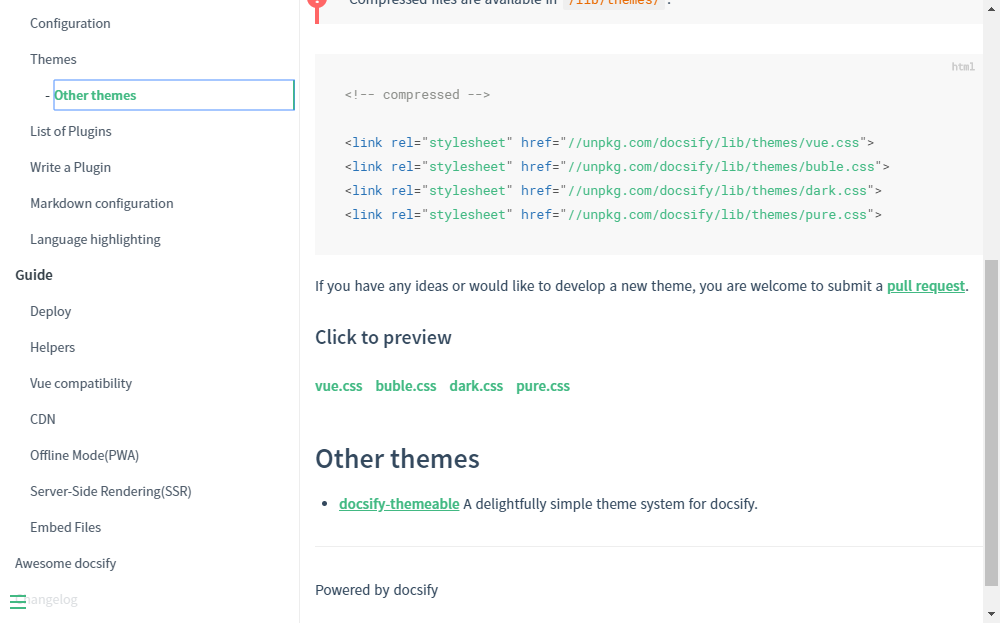 Configuration
Themes
- Other themes
List of Plugins
Write a Plugin
Markdown configuration
Language highlighting
Guide
Deploy
Helpers
Vue compatibility
CDN
Offline Mode(PWA)
Server-Side Rendering(SSR)
Embed Files
Awesome docsify
Changelog
Compressed files are available in /lib/themes/ .
html
<!-- compressed -->
<link rel="stylesheet" href="//unpkg.com/docsify/lib/themes/vue.css">
<link rel="stylesheet" href="//unpkg.com/docsify/lib/themes/buble.css">
<link rel="stylesheet" href="//unpkg.com/docsify/lib/themes/dark.css">
<link rel="stylesheet" href="//unpkg.com/docsify/lib/themes/pure.css">
If you have any ideas or would like to develop a new theme, you are welcome to submit a pull request.
Click to preview
vue.css buble.css dark.css pure.css
Other themes
• docsify-themeable A delightfully simple theme system for docsify.
Powered by docsify